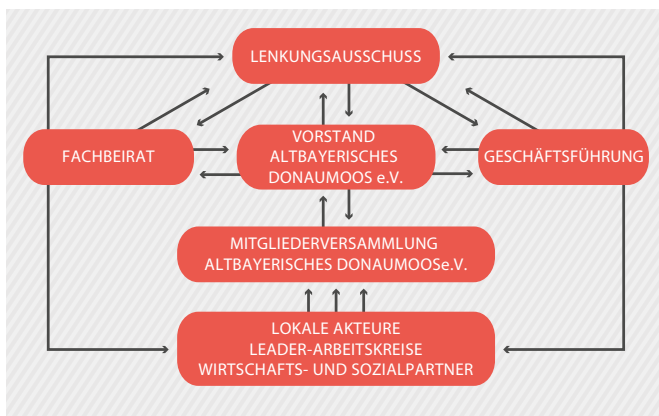 LENKUNGSAUSSCHUSS
FACHBEIRAT
VORSTAND
ALTBAYERISCHES
DONAUMOOS e.V.
GESCHÄFTSFÜHRUNG
MITGLIEDERVERSAMMLUNG
ALTBAYERISCHES DONAUMOOSe.V.
LOKALE AKTEURE
LEADER-ARBEITSKREISE
WIRTSCHAFTS- UND SOZIALPARTNER